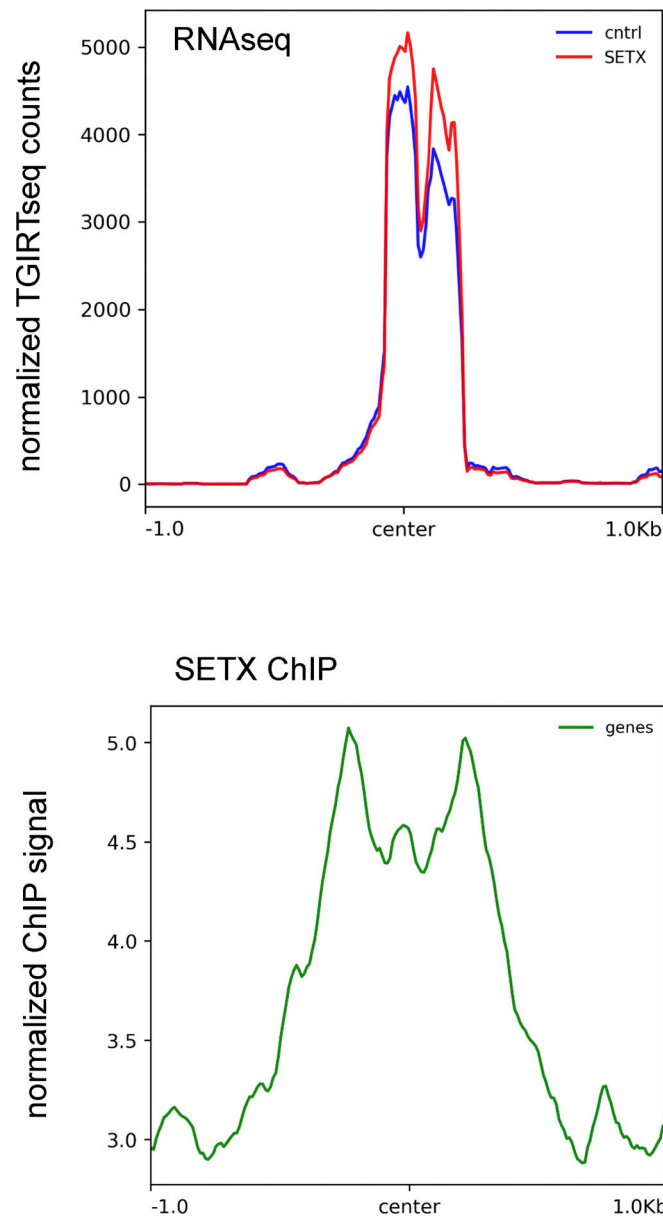 RNAseq
cntrl
SETX
normalized TGIRTseq counts
5000
4000
3000
2000
1000
0
-1.0
center
1.0Kb
SETX ChIP
genes
normalized ChIP signal
5.0
4.5
4.0
3.5
3.0
-1.0
center
1.0Kb